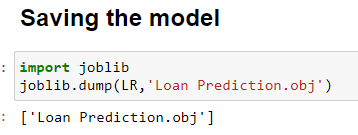 Saving the model
: import joblib
joblib.dump(LR,'Loan Prediction.obj')
: ['Loan Prediction.obj']